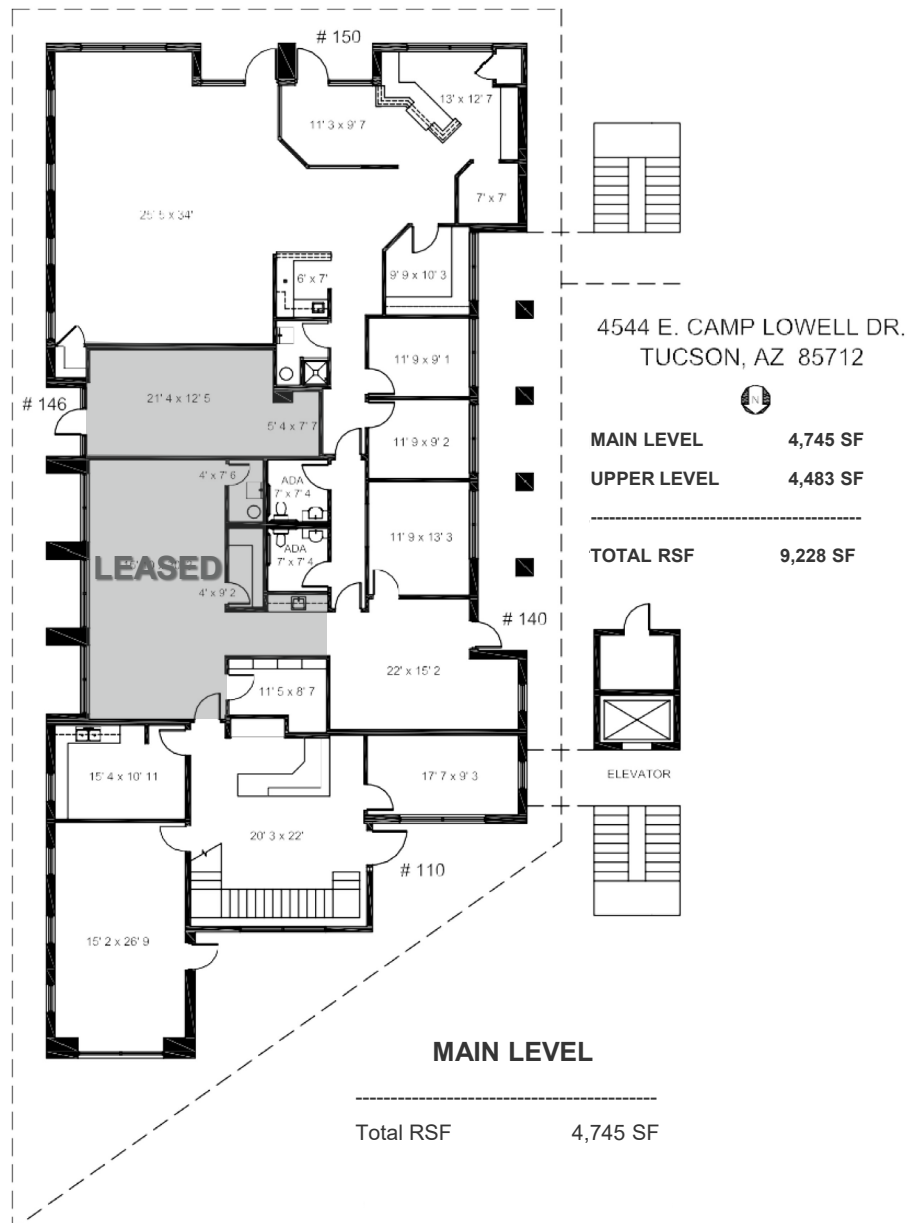 # 150
13' x 12' 7
11' 3 x 9' 7
7' x 7'
25' 5 x 34'
6' x 7'
9' 9 x 10' 3
4544 E. CAMP LOWELL DR.
TUCSON, AZ 85712
N
11' 9 x 9' 1
# 146
21' 4 x 12' 5
5' 4 x 7' 7
11' 9 x 9' 2
MAIN LEVEL 4,745 SF
UPPER LEVEL 4,483 SF
---------------------------------------------
TOTAL RSF 9,228 SF
4' x 7' 6
ADA
7' x 7' 4
11' 9 x 13' 3
ADA
7' x 7' 4
LEASED
4' x 9' 2
# 140
22' x 15' 2
11' 5 x 8' 7
15' 4 x 10' 11
17' 7 x 9' 3
ELEVATOR
20' 3 x 22'
# 110
15' 2 x 26' 9
MAIN LEVEL
-------------------------------------------
Total RSF 4,745 SF